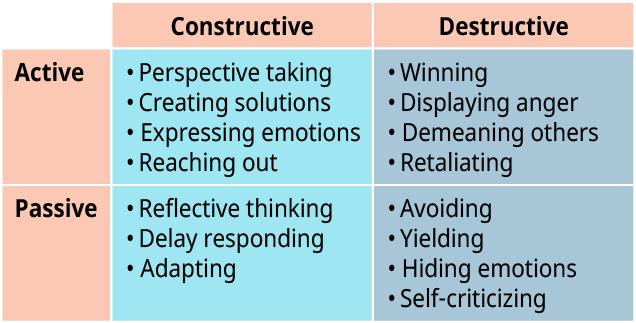 Constructive Destructive
Active
• Perspective taking
• Creating solutions
• Expressing emotions
• Reaching out
• Winning
• Displaying anger
• Demeaning others
• Retaliating
Passive
• Reflective thinking
• Delay responding
• Adapting
• Avoiding
• Yielding
• Hiding emotions
• Self-criticizing